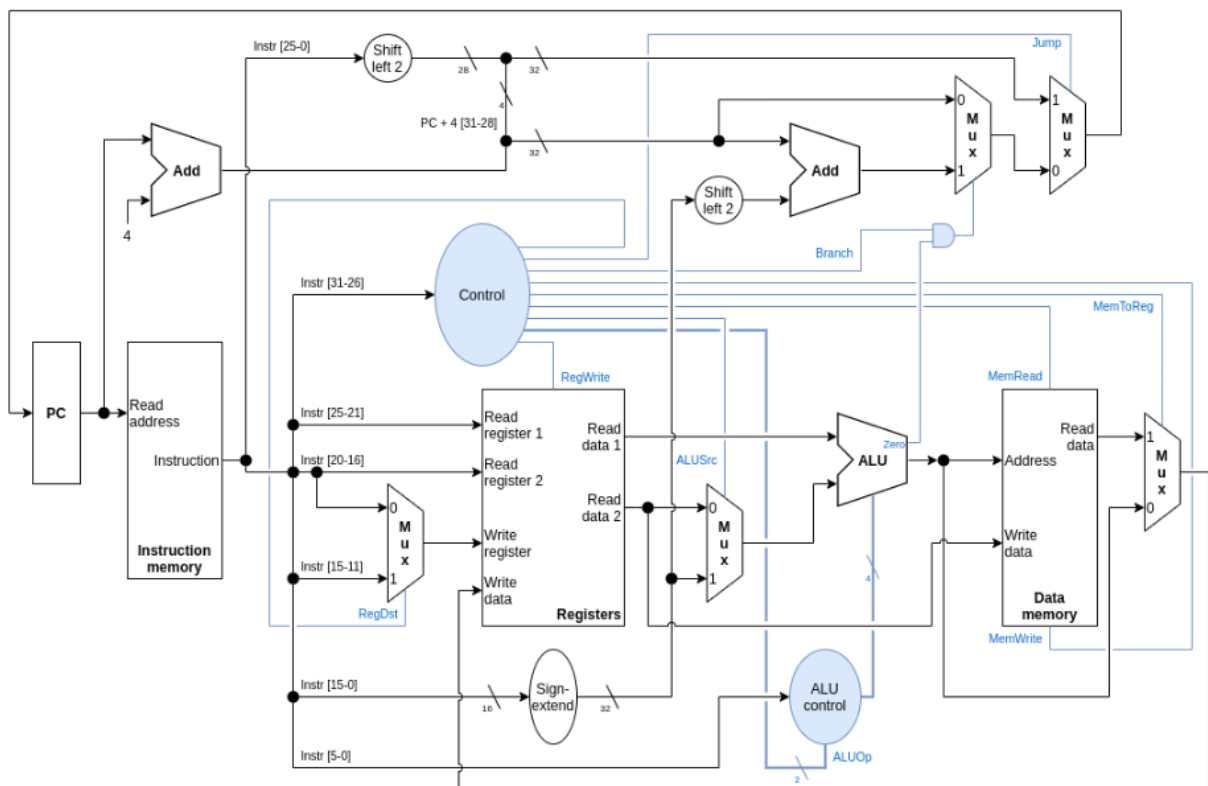 Jump
Instr [25-0]
Shift
left 2
28
32
4
PC + 4 [31-28]
32
0
M
u
x
1
1
M
u
x
0
Add
4
Shift
left 2
Add
Branch
Instr [31-26]
Control
MemToReg
RegWrite
MemRead
PC
Read
address
Instruction
Instruction
memory
Instr [25-21]
Instr [20-16]
Instr [15-11]
0
M
u
x
1
RegDst
Read
register 1
Read
register 2
Write
register
Write
data
Read
data 1
Read
data 2
Registers
ALUSrc
0
M
u
x
1
Zero
ALU
4
Address
Read
data
Write
data
Data
memory
MemWrite
1
M
u
x
0
Instr [15-0]
16
Sign-
extend
32
ALU
control
Instr [5-0]
ALUOp
2